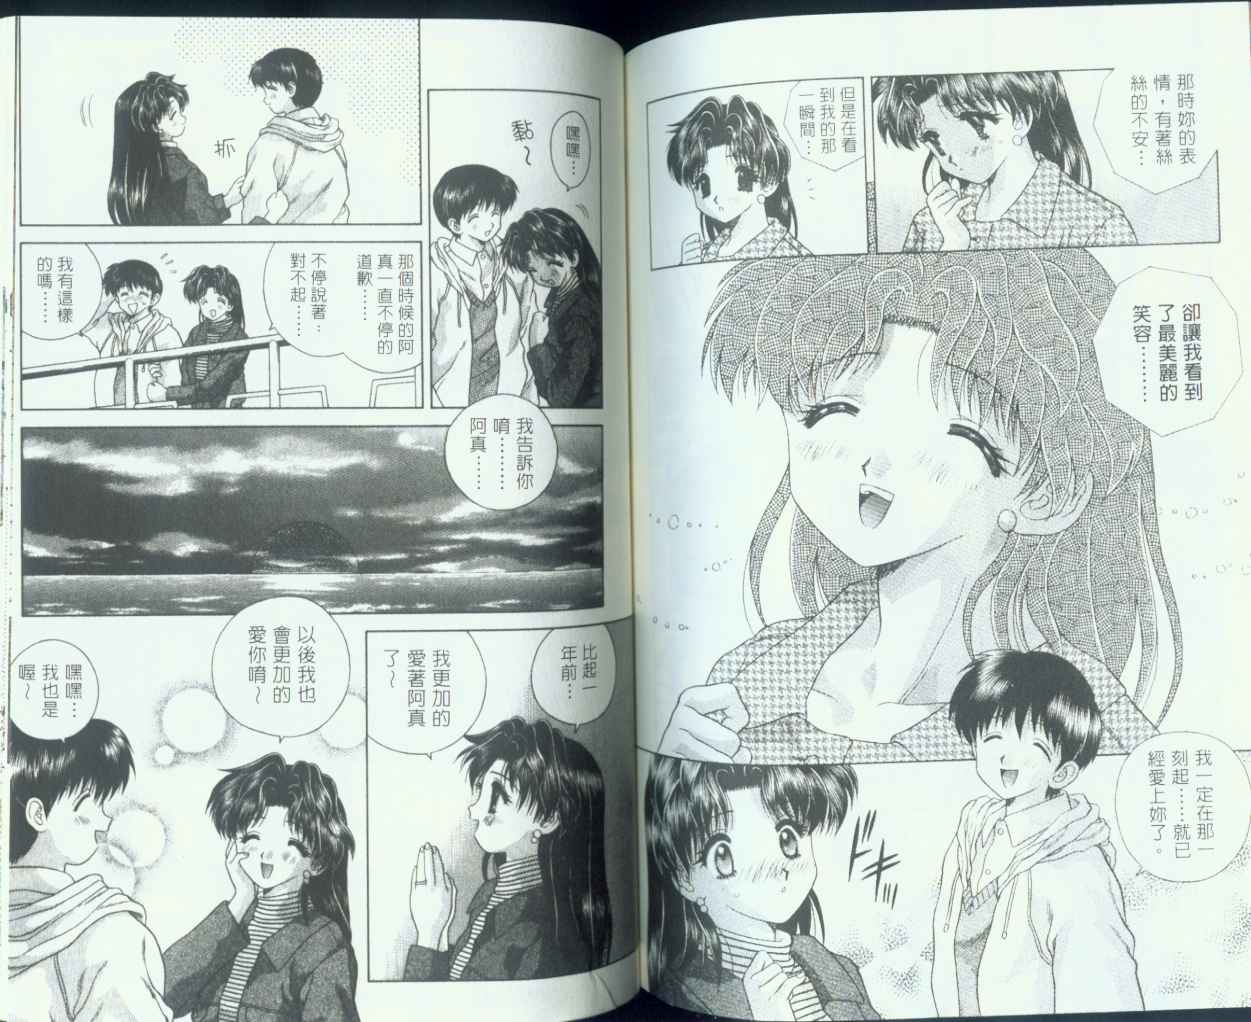 那時妳的表
情，有著絲
絲的不安…
但是在看
到我的那
一瞬間…
卻讓我看到
了最美麗的
笑容………
我一定在那一
刻起……就已
經愛上妳了。
ドキ
嘿嘿…
黏～
抓
那個時候的阿
真一直不停的
道歉……
不停說著…
對不起……
我有這樣
的嗎……
我告訴你
唷………
阿真……
比起一
年前…
我更加的
愛著阿真
了～
以後我也
會更加的
愛你唷～
嘿嘿…
我也是
喔～